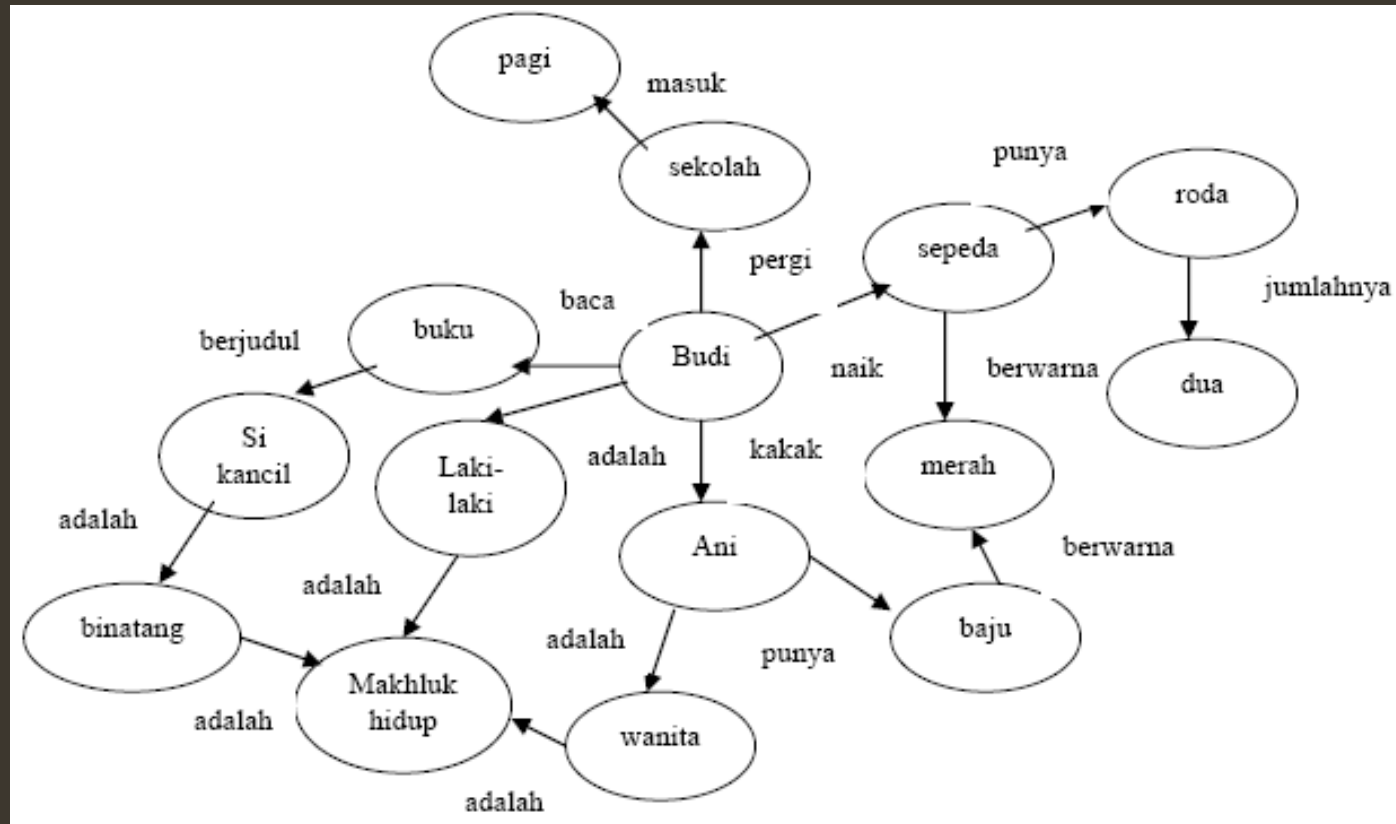 pagi
masuk
sekolah
punya
roda
pergi
sepeda
jumlahnya
baca
buku
berjudul
Budi
naik
berwarna
dua
Si
kancil
Laki-
laki
adalah
kakak
merah
adalah
Ani
berwarna
adalah
binatang
adalah
punya
baju
Makhluk
hidup
adalah
wanita
adalah